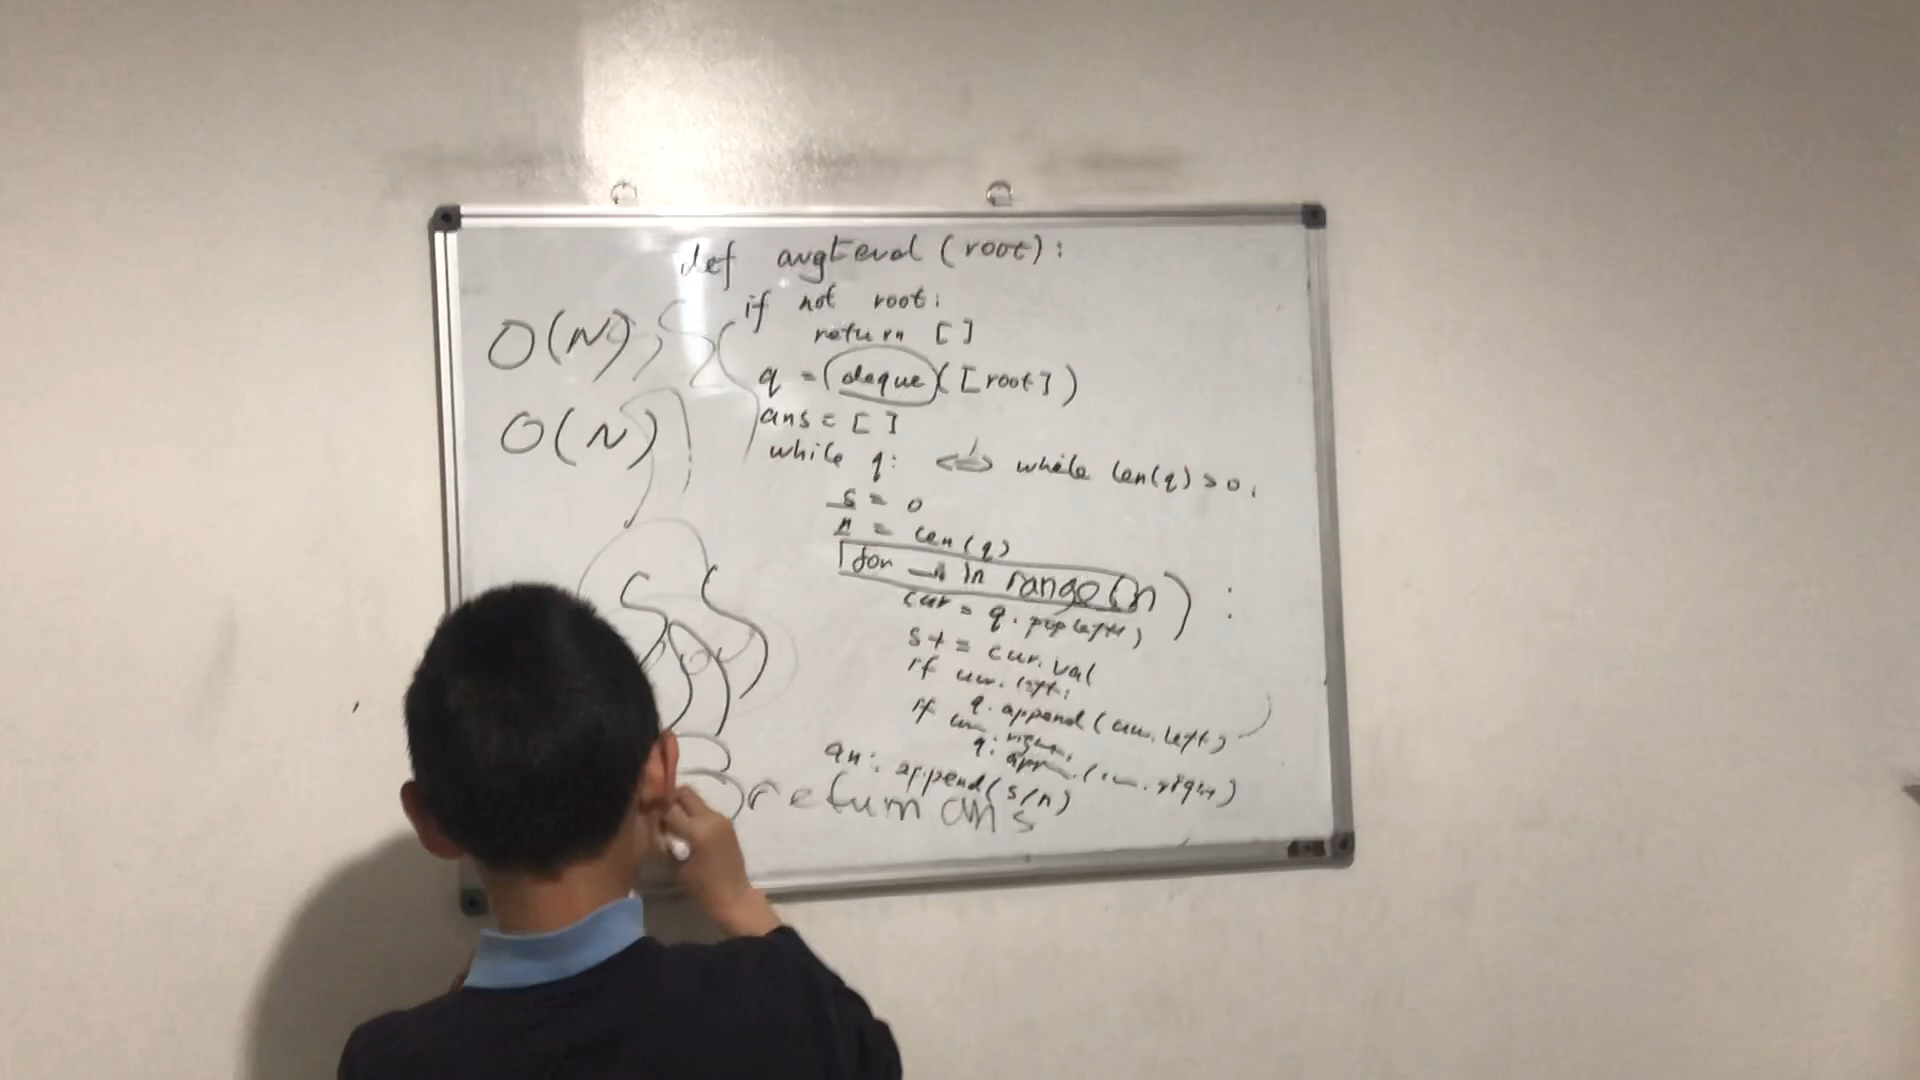 def avgLevel (root):
if not root:
return []
O(N)
q = deque([root])
ans = []
O(N)
while q: <=> while len(q) > 0:
s = 0
n = len(q)
for _ in range(n):
cur = q.popleft()
s += cur.val
if cur.left:
q.append(cur.left)
if cur.right:
q.app (cur.right)
ans.append(s/n)
return ans